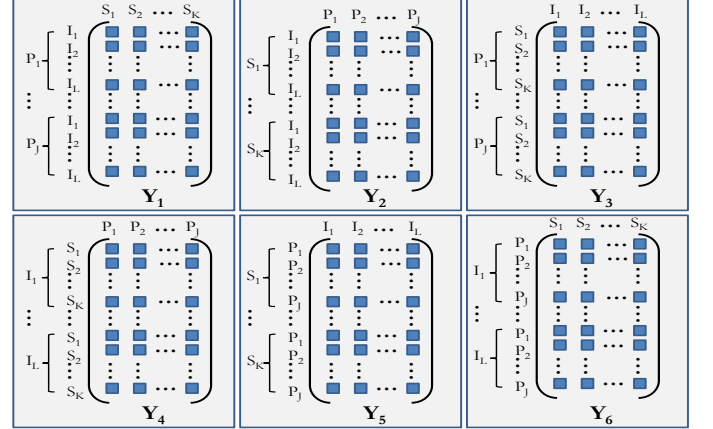 S1 S2 ... SK
P1
I1
I2
IL
PJ
I1
I2
IL
Y1
P1 P2 ... PJ
S1
I1
I2
IL
SK
I1
I2
IL
Y2
I1 I2 ... IL
P1
S1
S2
SK
PJ
S1
S2
SK
Y3
P1 P2 ... PJ
I1
S1
S2
SK
IL
S1
S2
SK
Y4
I1 I2 ... IL
S1
P1
P2
PJ
SK
P1
P2
PJ
Y5
S1 S2 ... SK
I1
P1
P2
PJ
IL
P1
P2
PJ
Y6